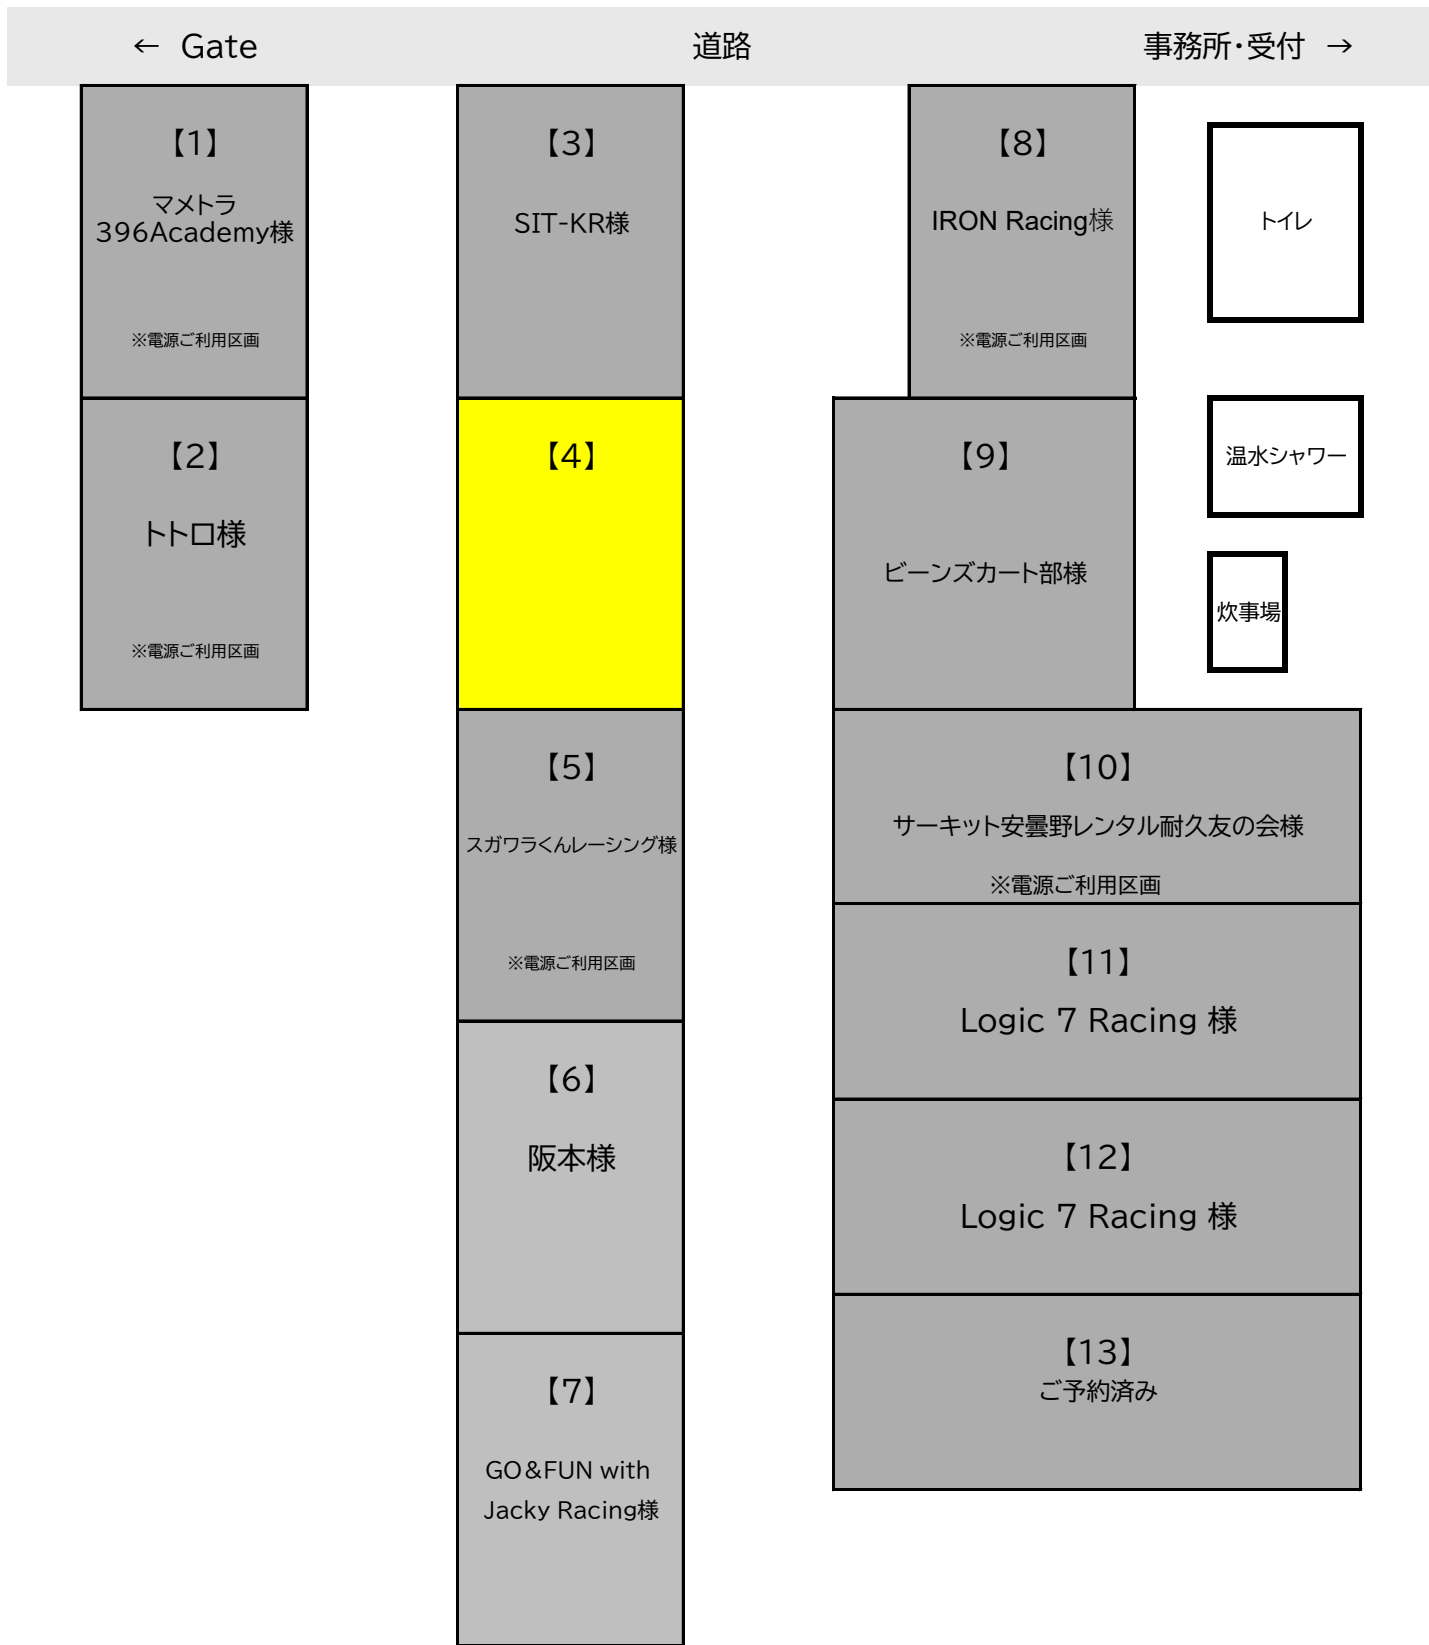 ← Gate
道路
事務所・受付 →
【1】
マメトラ
396Academy様
※電源ご利用区画
【2】
トトロ様
※電源ご利用区画
【3】
SIT-KR様
【4】
【5】
スガワラくんレーシング様
※電源ご利用区画
【6】
阪本様
【7】
GO&FUN with
Jacky Racing様
【8】
IRON Racing様
※電源ご利用区画
【9】
ビーンズカート部様
トイレ
温水シャワー
炊事場
【10】
サーキット安曇野レンタル耐久友の会様
※電源ご利用区画
【11】
Logic 7 Racing 様
【12】
Logic 7 Racing 様
【13】
ご予約済み